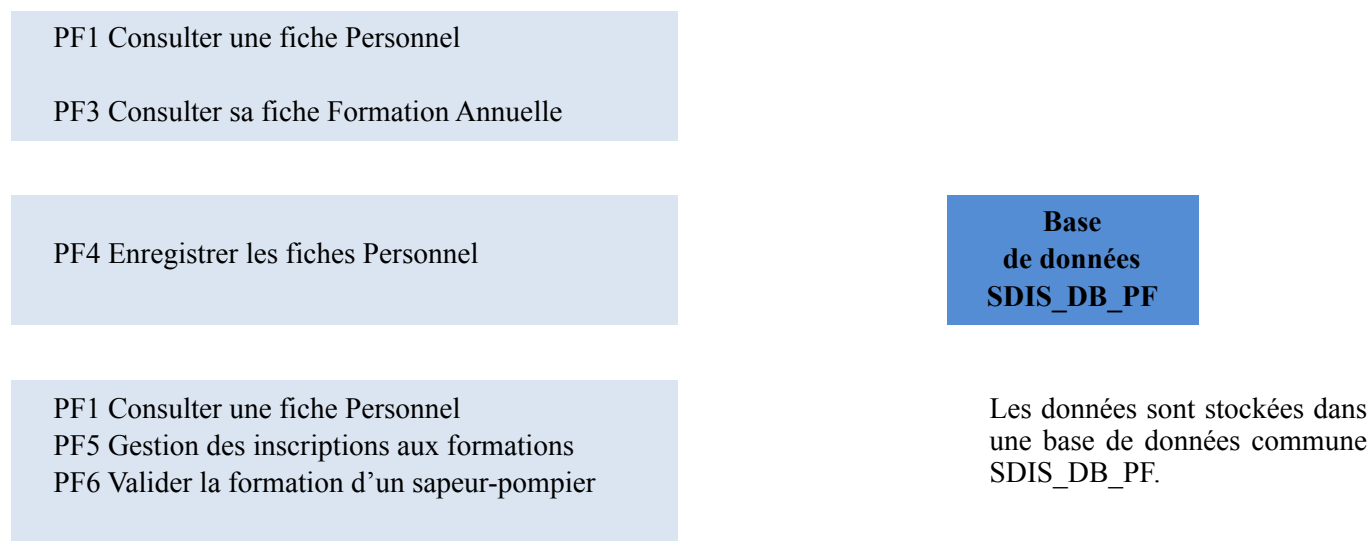 PF1 Consulter une fiche Personnel
PF3 Consulter sa fiche Formation Annuelle
PF4 Enregistrer les fiches Personnel
Base
de données
SDIS_DB_PF
PF1 Consulter une fiche Personnel
PF5 Gestion des inscriptions aux formations
PF6 Valider la formation d’un sapeur-pompier
Les données sont stockées dans
une base de données commune
SDIS_DB_PF.